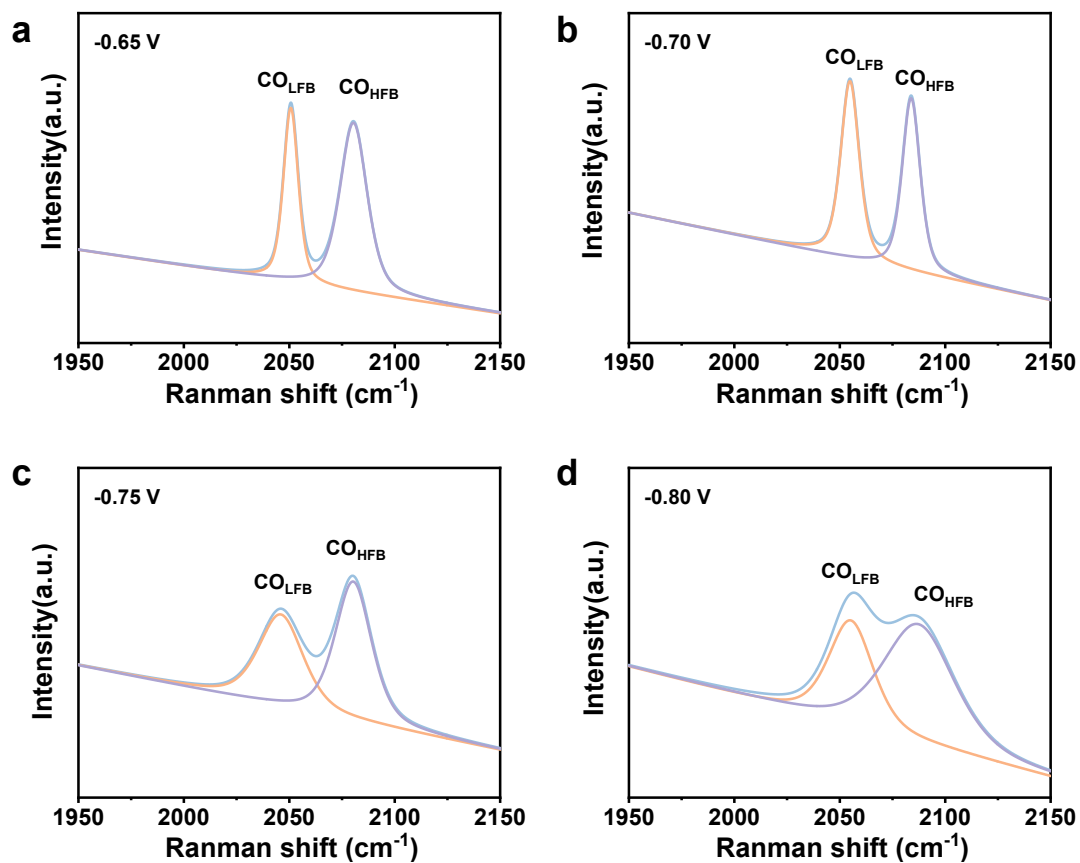 a
-0.65 V
CO_LFB
CO_HFB
Intensity(a.u.)
1950 2000 2050 2100 2150
Ranman shift (cm⁻¹)
b
-0.70 V
CO_LFB
CO_HFB
Intensity(a.u.)
1950 2000 2050 2100 2150
Ranman shift (cm⁻¹)
c
-0.75 V
CO_LFB
CO_HFB
Intensity(a.u.)
1950 2000 2050 2100 2150
Ranman shift (cm⁻¹)
d
-0.80 V
CO_LFB
CO_HFB
Intensity(a.u.)
1950 2000 2050 2100 2150
Ranman shift (cm⁻¹)